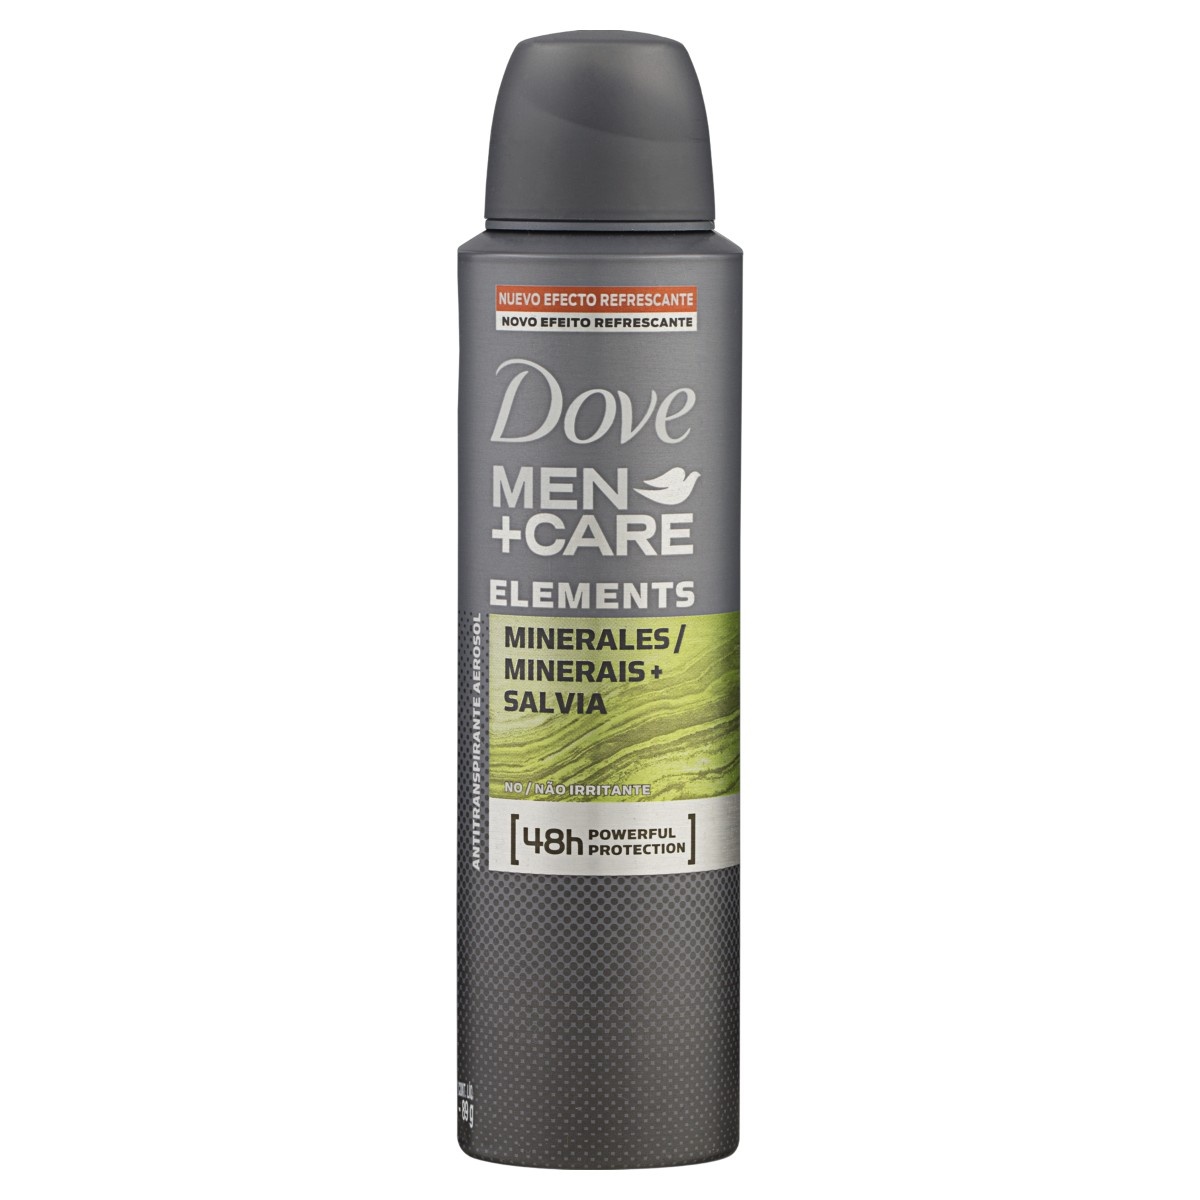 NUEVO EFECTO REFRESCANTE
NOVO EFEITO REFRESCANTE
Dove
MEN
+CARE
ELEMENTS
MINERALES/
MINERAIS+
SALVIA
NO/NÃO IRRITANTE
[48h POWERFUL
PROTECTION]
ANTITRANSPIRANTE AEROSOL
89 g